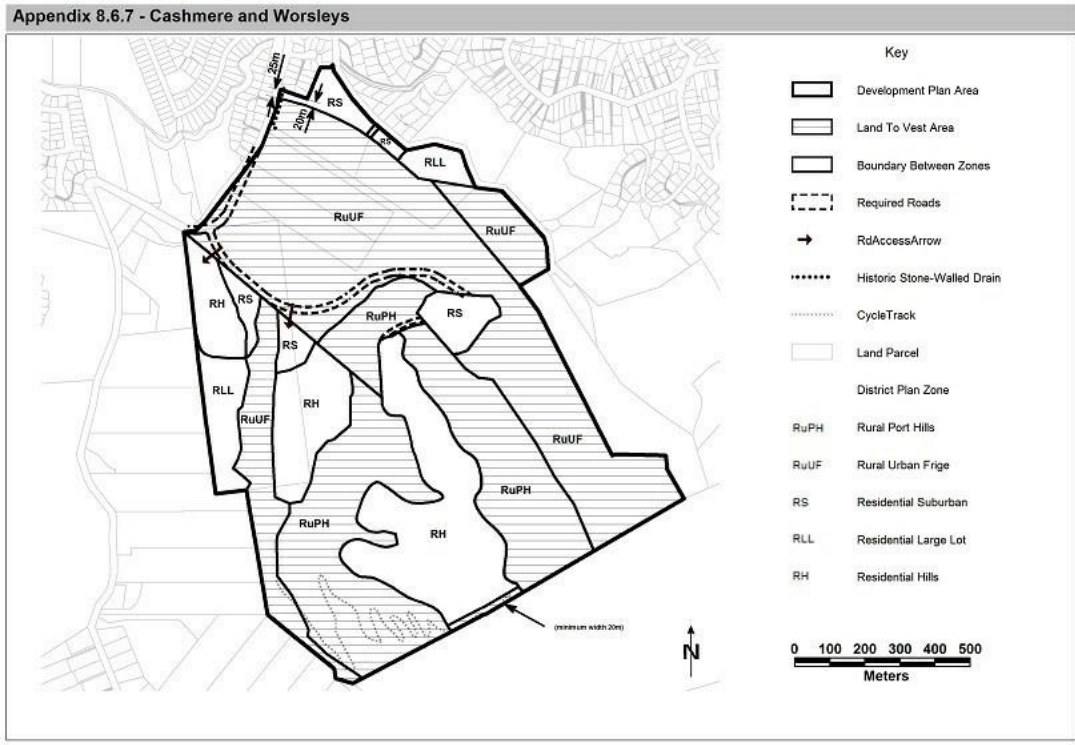 Appendix 8.6.7 - Cashmere and Worsleys
25m
20m
RS
RS
RLL
RuUF
RuUF
RH
RS
RuPH
RS
RS
RLL
RH
RuUF
RuUF
RuPH
RuPH
RH
(minimum width 20m)
N
Key
Development Plan Area
Land To Vest Area
Boundary Between Zones
Required Roads
RdAccessArrow
Historic Stone-Walled Drain
CycleTrack
Land Parcel
District Plan Zone
RuPH Rural Port Hills
RuUF Rural Urban Frige
RS Residential Suburban
RLL Residential Large Lot
RH Residential Hills
0 100 200 300 400 500
Meters